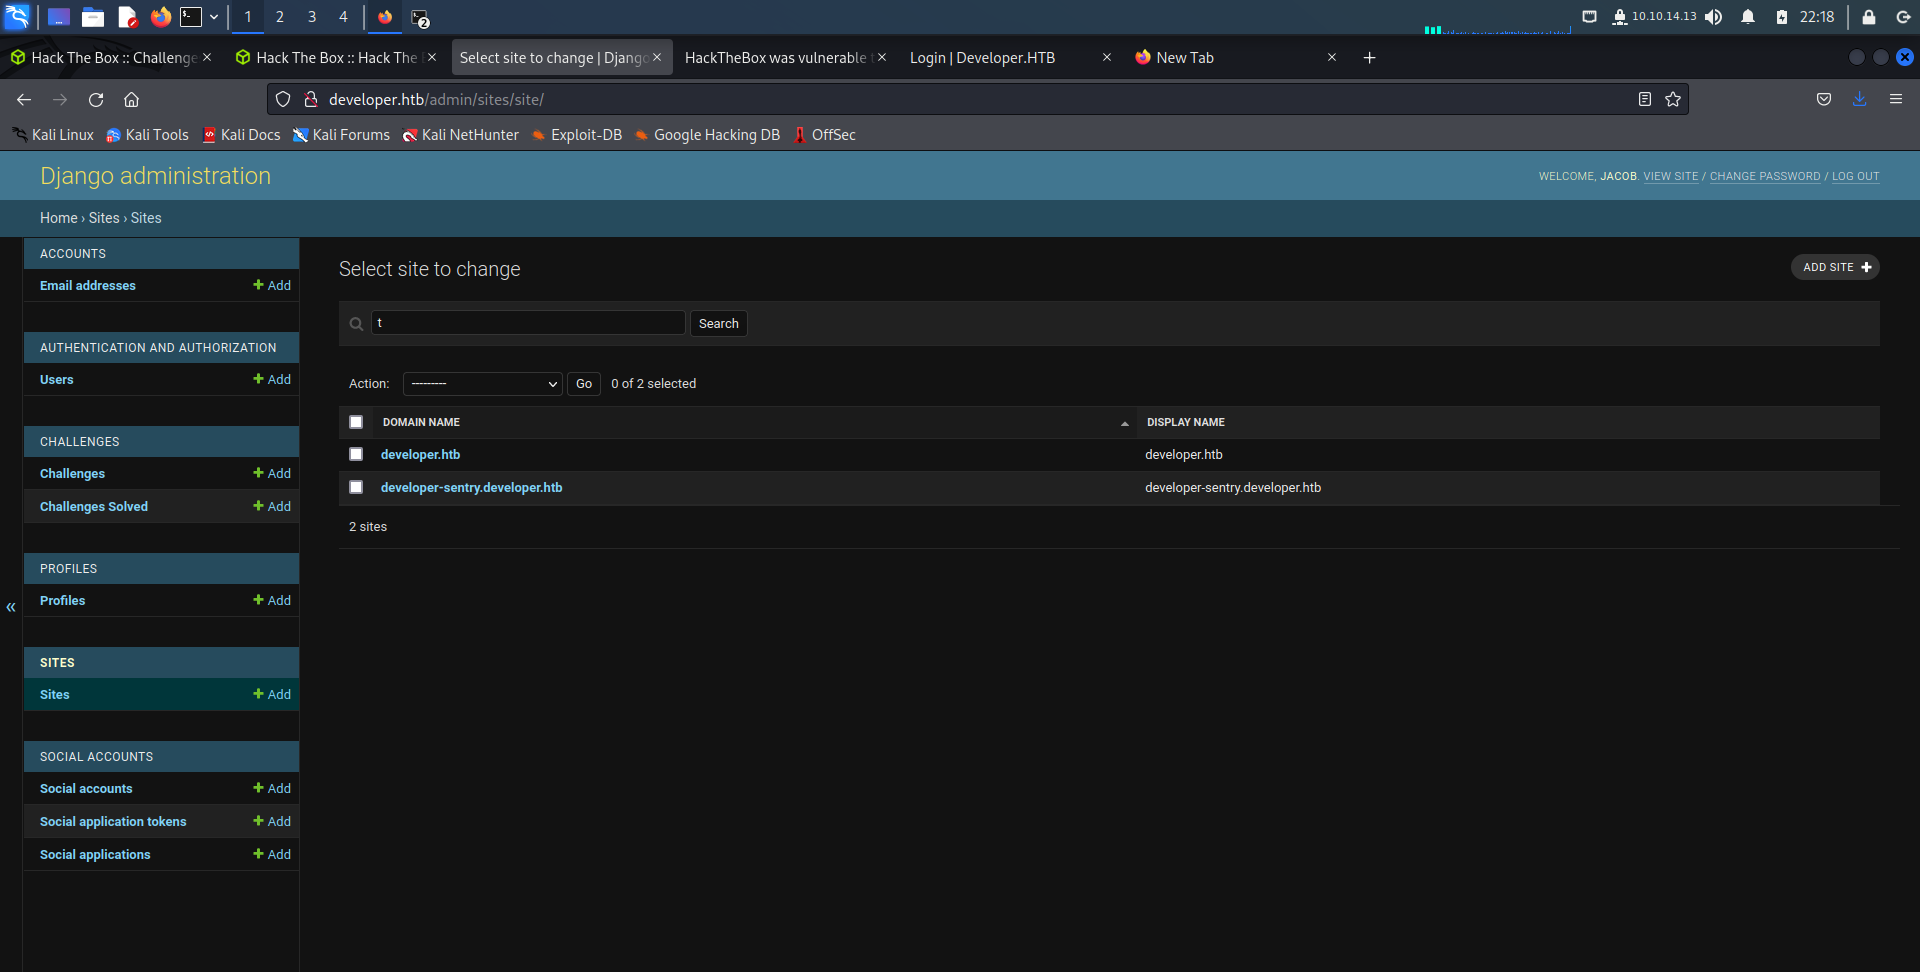 1 2 3 4 2 10.10.14.13 22:18
Hack The Box :: Challenge Hack The Box :: Hack The Select site to change | Django HackTheBox was vulnerable Login | Developer.HTB New Tab
developer.htb/admin/sites/site/
Kali Linux Kali Tools Kali Docs Kali Forums Kali NetHunter Exploit-DB Google Hacking DB OffSec
Django administration
WELCOME, JACOB. VIEW SITE / CHANGE PASSWORD / LOG OUT
Home › Sites › Sites
ACCOUNTS
Email addresses + Add
AUTHENTICATION AND AUTHORIZATION
Users + Add
CHALLENGES
Challenges + Add
Challenges Solved + Add
PROFILES
Profiles + Add
«
SITES
Sites + Add
SOCIAL ACCOUNTS
Social accounts + Add
Social application tokens + Add
Social applications + Add
Select site to change
ADD SITE +
t Search
Action: --------- Go 0 of 2 selected
DOMAIN NAME DISPLAY NAME
developer.htb developer.htb
developer-sentry.developer.htb developer-sentry.developer.htb
2 sites